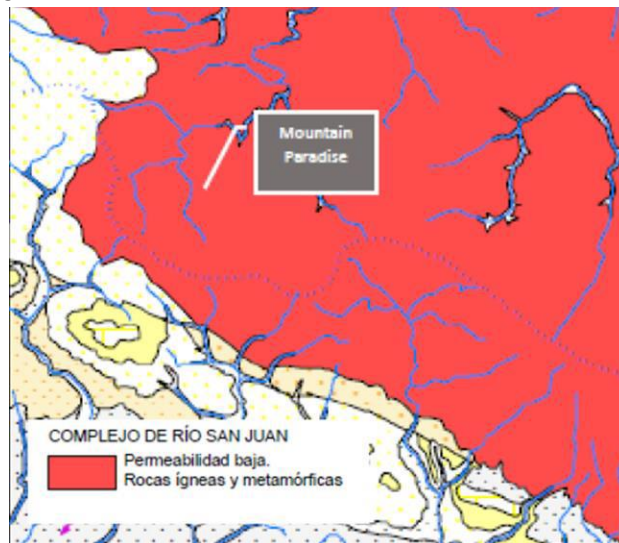 Mountain
Paradise
COMPLEJO DE RÍO SAN JUAN
Permeabilidad baja.
Rocas ígneas y metamórficas